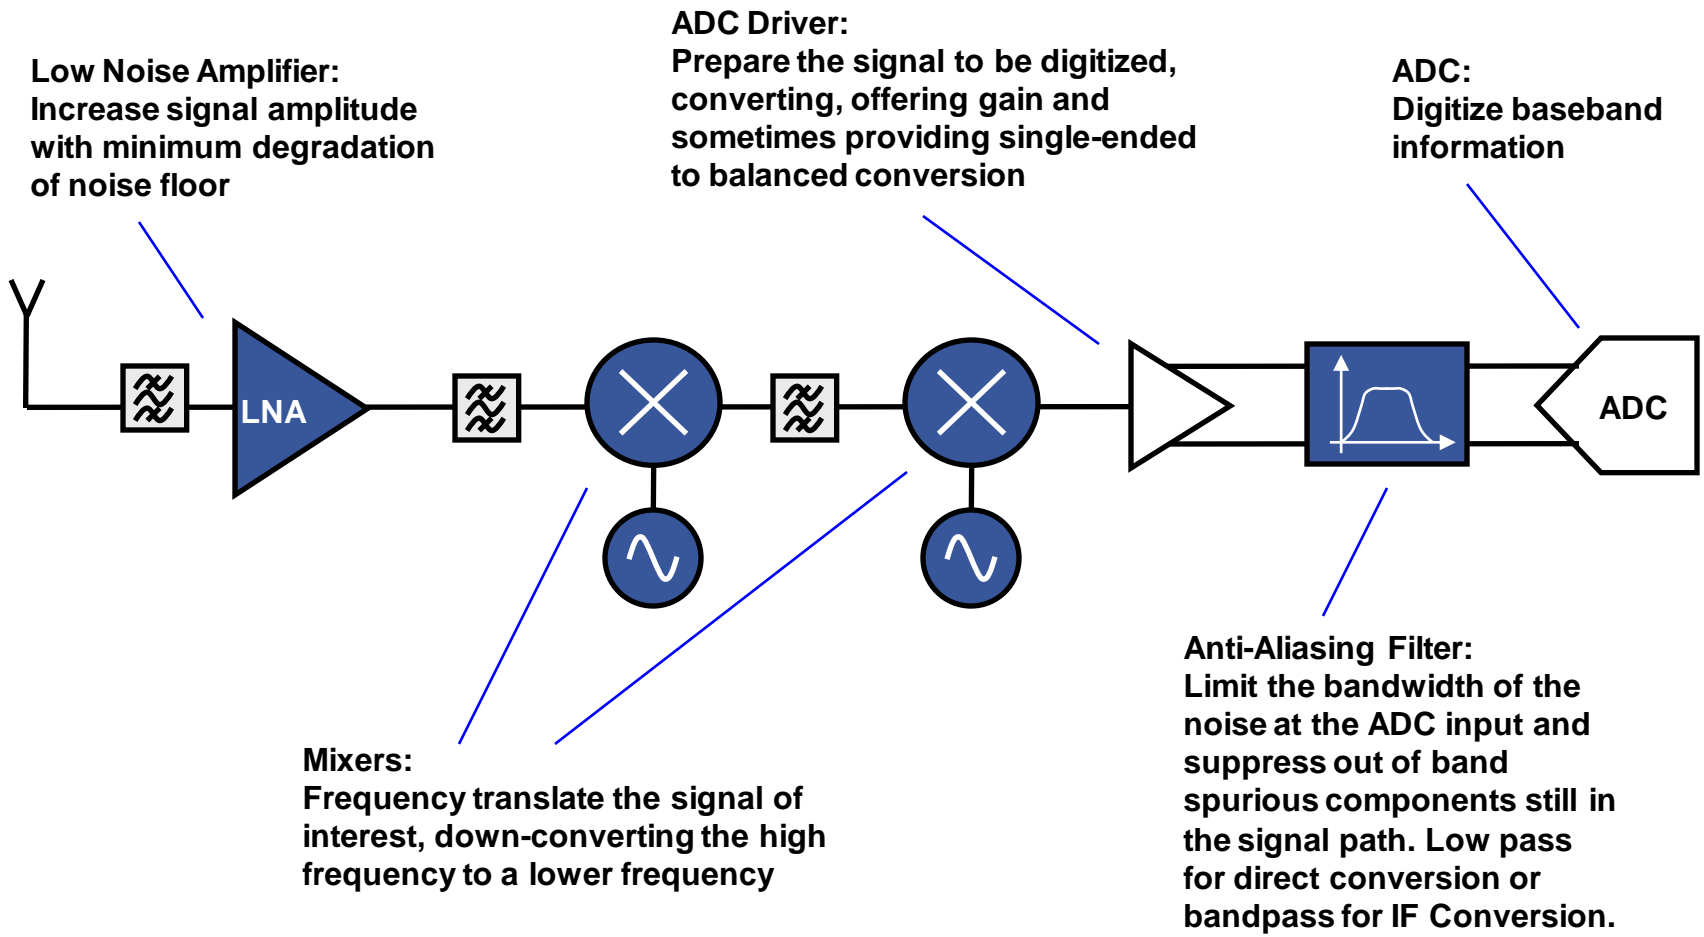 ADC Driver:
Prepare the signal to be digitized,
converting, offering gain and
sometimes providing single-ended
to balanced conversion
Low Noise Amplifier:
Increase signal amplitude
with minimum degradation
of noise floor
ADC:
Digitize baseband
information
LNA
ADC
Mixers:
Frequency translate the signal of
interest, down-converting the high
frequency to a lower frequency
Anti-Aliasing Filter:
Limit the bandwidth of the
noise at the ADC input and
suppress out of band
spurious components still in
the signal path. Low pass
for direct conversion or
bandpass for IF Conversion.